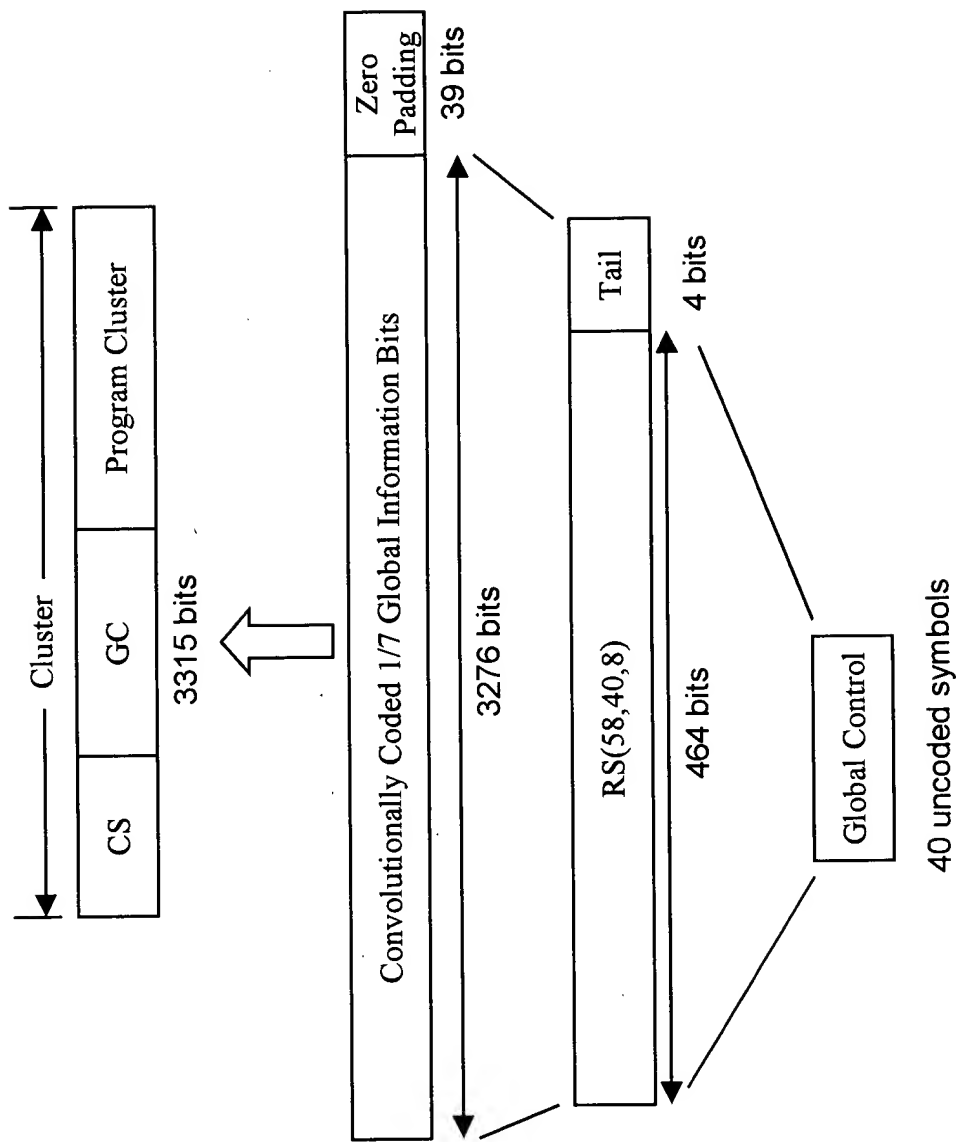 Cluster
CS
GC
Program Cluster
3315 bits
Convolutionally Coded 1/7 Global Information Bits
Zero
Padding
3276 bits
39 bits
RS(58,40,8)
Tail
464 bits
4 bits
Global Control
40 uncoded symbols